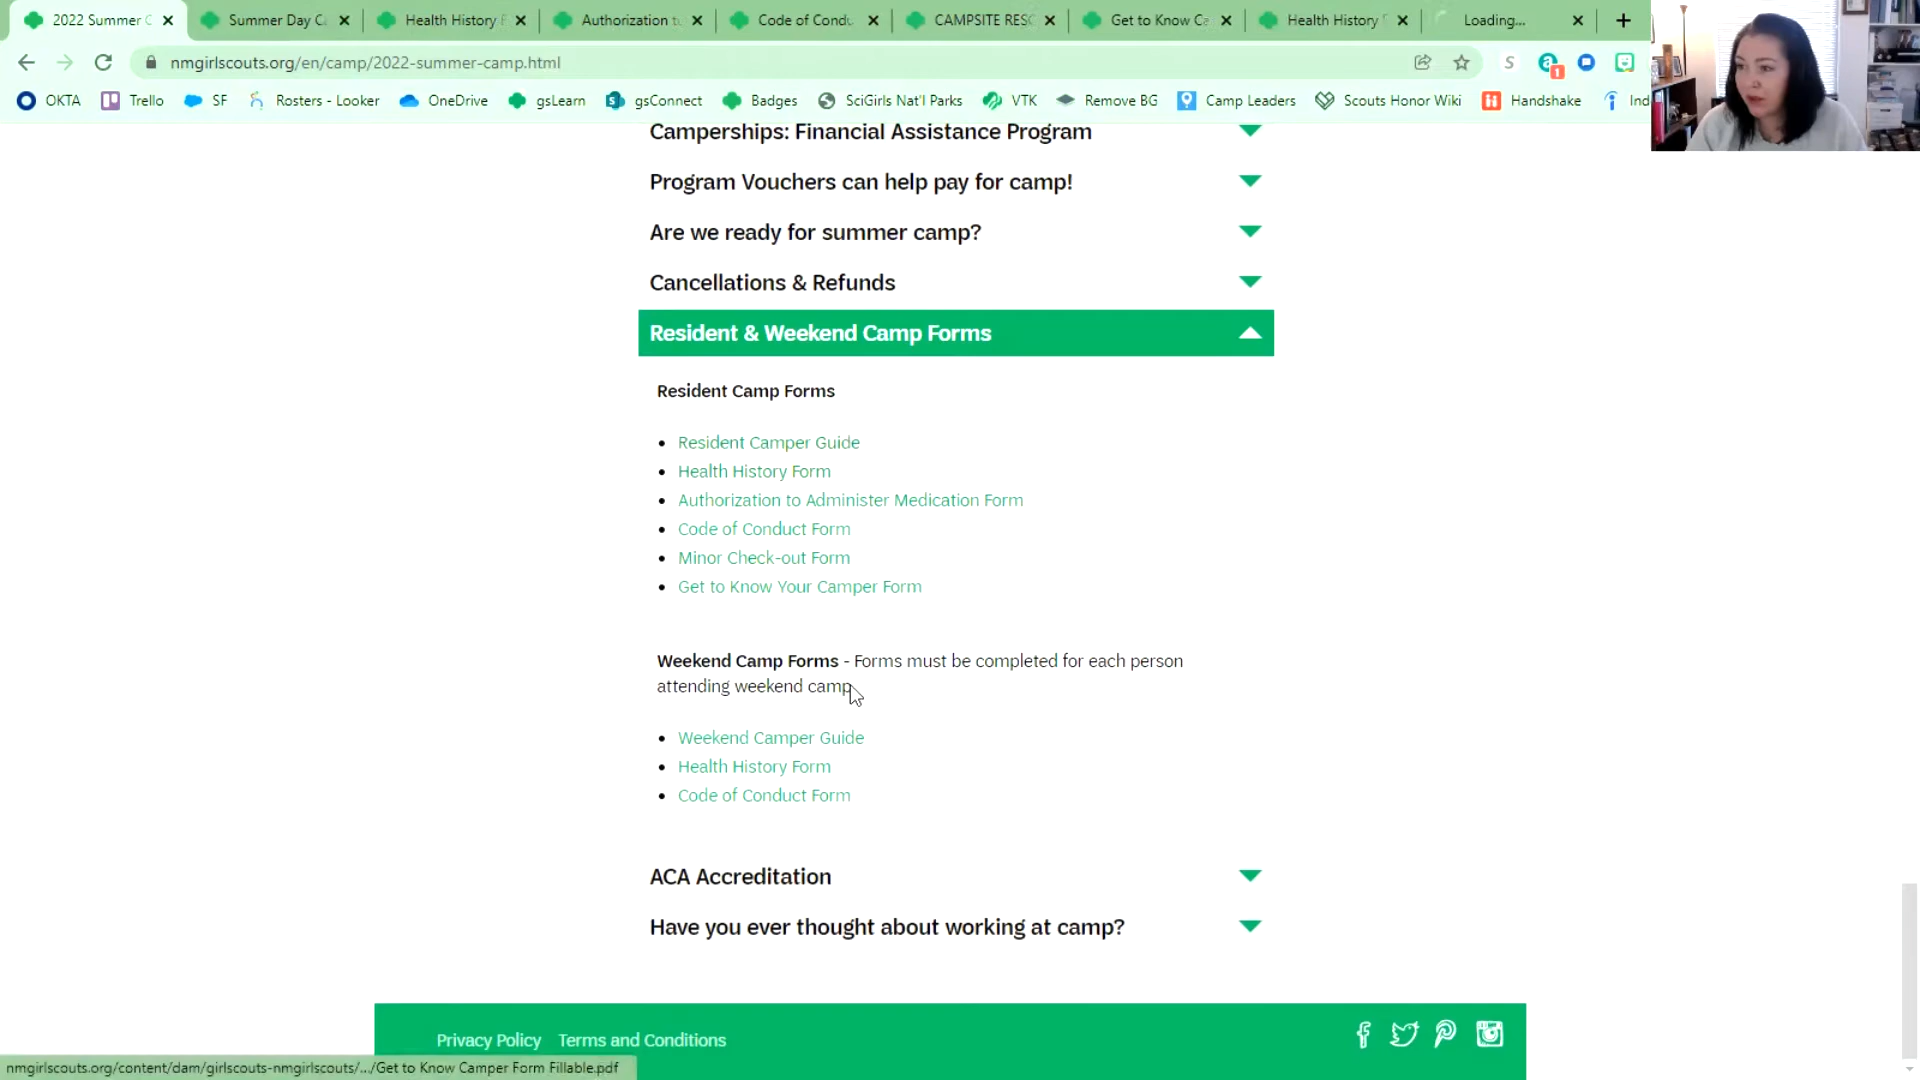 2022 Summer C
Summer Day Ca
Health History F
Authorization to
Code of Condu
CAMPSITE RESC
Get to Know Ca
Health History
Loading...
nmgirlscouts.org/en/camp/2022-summer-camp.html
OKTA Trello SF Rosters - Looker OneDrive gsLearn gsConnect Badges SciGirls Nat'l Parks VTK Remove BG Camp Leaders Scouts Honor Wiki Handshake Ind
Camperships: Financial Assistance Program
Program Vouchers can help pay for camp!
Are we ready for summer camp?
Cancellations & Refunds
Resident & Weekend Camp Forms
Resident Camp Forms
• Resident Camper Guide
• Health History Form
• Authorization to Administer Medication Form
• Code of Conduct Form
• Minor Check-out Form
• Get to Know Your Camper Form
Weekend Camp Forms - Forms must be completed for each person
attending weekend camp
• Weekend Camper Guide
• Health History Form
• Code of Conduct Form
ACA Accreditation
Have you ever thought about working at camp?
Privacy Policy Terms and Conditions
nmgirlscouts.org/content/dam/girlscouts-nmgirlscouts/.../Get to Know Camper Form Fillable.pdf